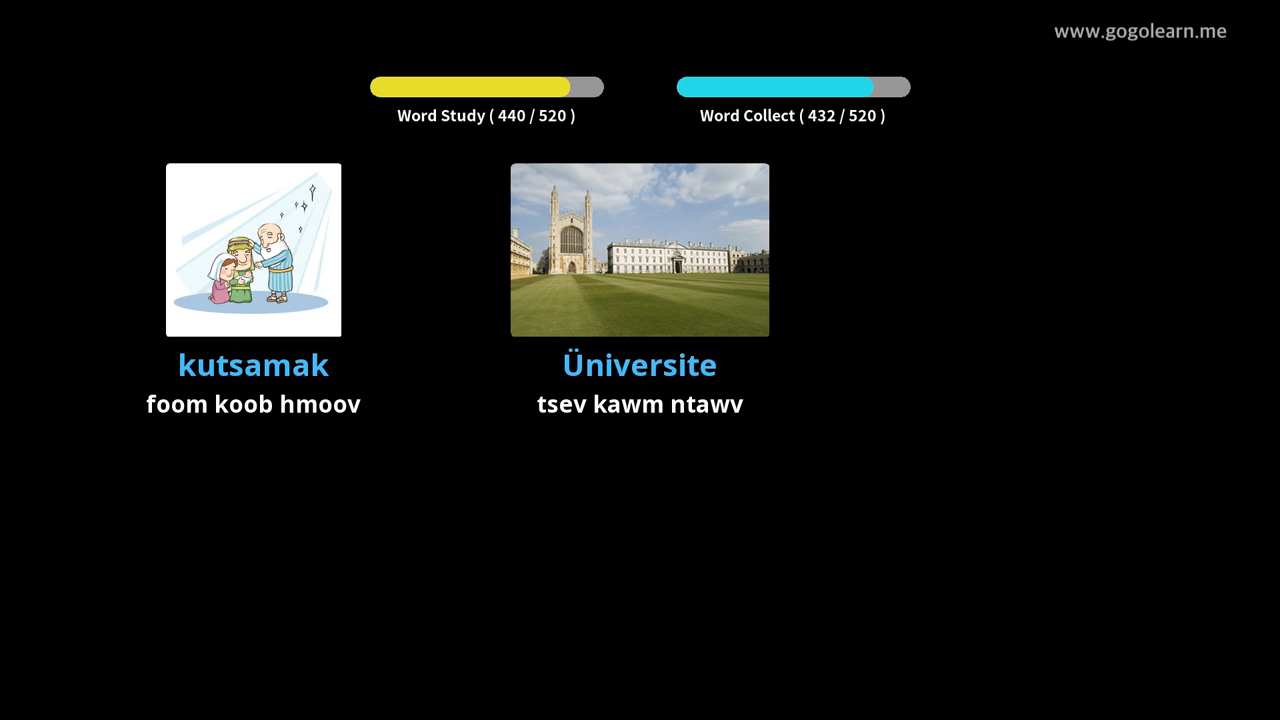 www.gogolearn.me
Word Study ( 440 / 520 )
Word Collect ( 432 / 520 )
kutsamak
foom koob hmoov
Üniversite
tsev kawm ntawv